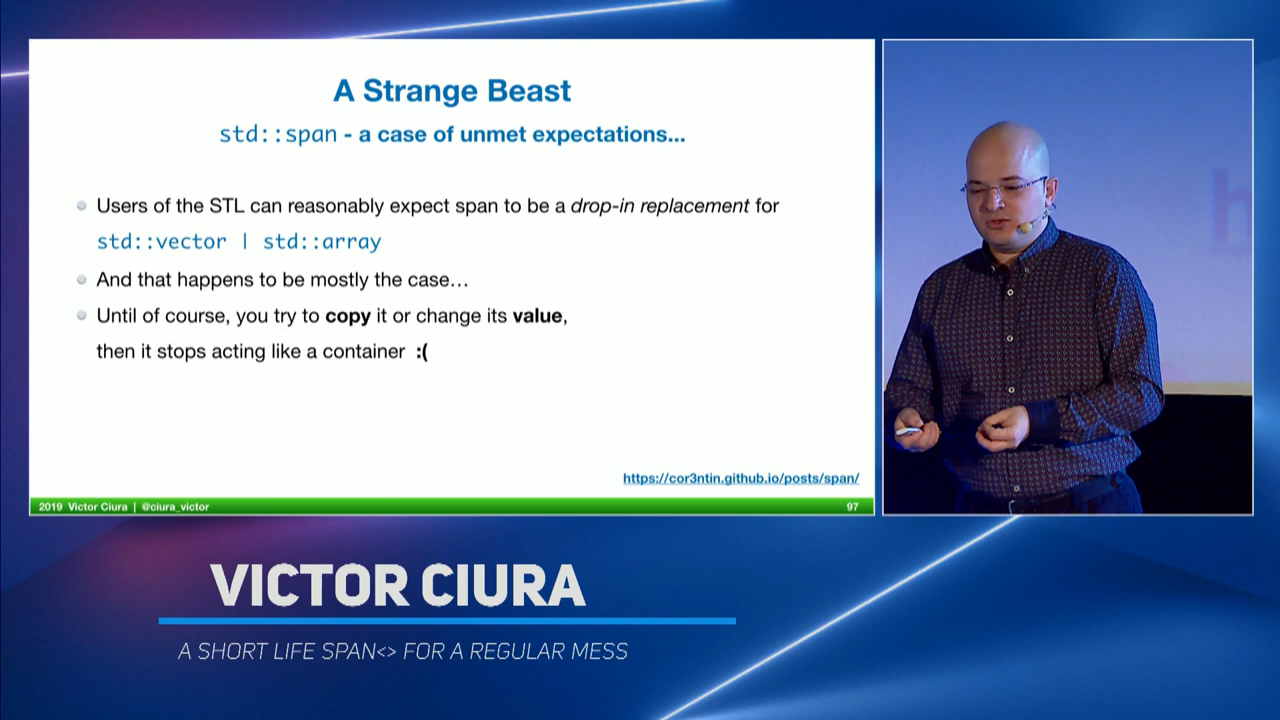 A Strange Beast
std::span - a case of unmet expectations...
Users of the STL can reasonably expect span to be a drop-in replacement for
std::vector | std::array
And that happens to be mostly the case…
Until of course, you try to copy it or change its value,
then it stops acting like a container :(
https://cor3ntin.github.io/posts/span/
2019 Victor Ciura | @ciura_victor
97
VICTOR CIURA
A SHORT LIFE SPAN<> FOR A REGULAR MESS